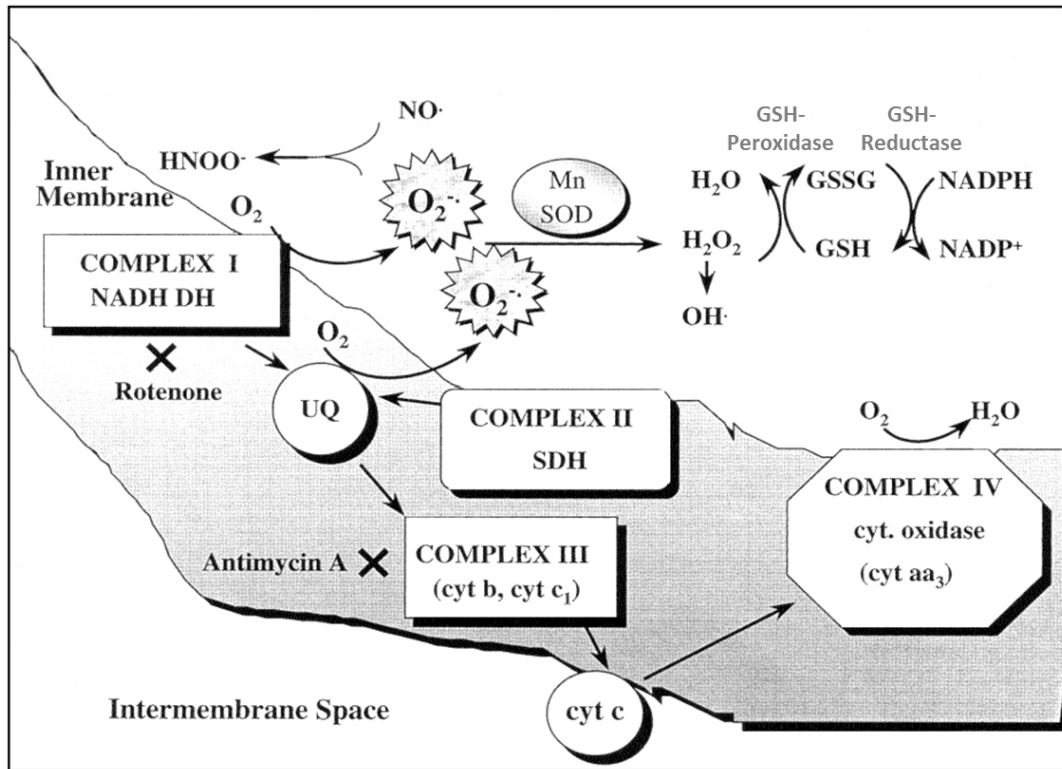 GSH-
Peroxidase
GSH-
Reductase
NO·
HNOO⁻
Inner
Membrane
O₂
O₂⁻·
Mn
SOD
H₂O
GSSG
NADPH
H₂O₂
GSH
NADP⁺
OH·
COMPLEX I
NADH DH
O₂⁻·
O₂
Rotenone
UQ
COMPLEX II
SDH
O₂
H₂O
COMPLEX IV
cyt. oxidase
(cyt aa₃)
Antimycin A
COMPLEX III
(cyt b, cyt c₁)
Intermembrane Space
cyt c